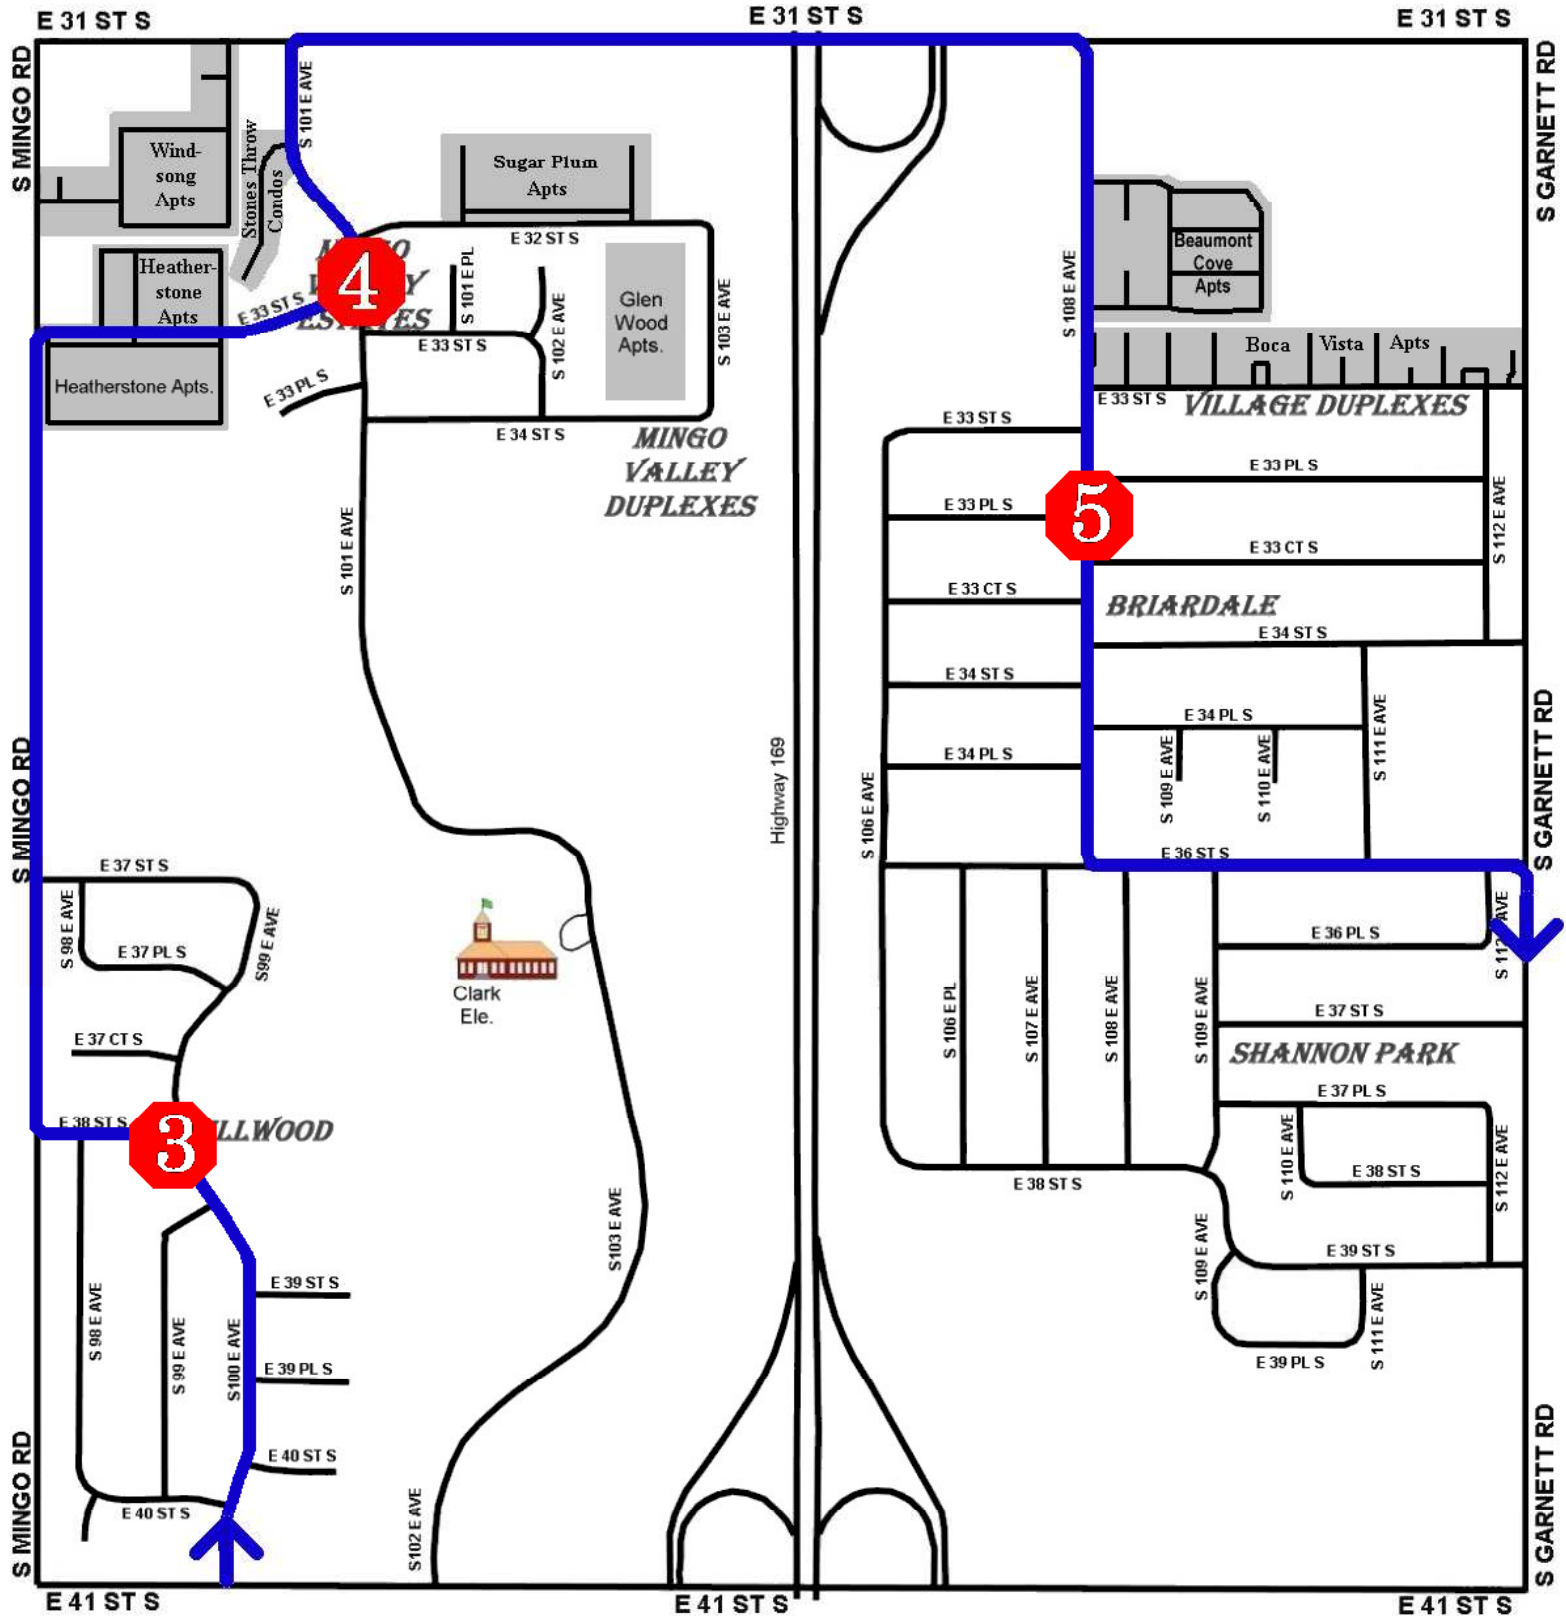 E 31 ST S
E 31 ST S
E 31 ST S
S MINGO RD
S 101 E AVE
S GARNETT RD
Wind-
song
Apts
Stones Throw
Condos
Sugar Plum
Apts
E 32 ST S
Heather-
stone
Apts
E 33 ST S
4
S 101 E PL
S 102 E AVE
Glen
Wood
Apts.
S 103 E AVE
S 108 E AVE
Beaumont
Cove
Apts
E 33 ST S
Heatherstone Apts.
E 33 PL S
E 34 ST S
MINGO
VALLEY
DUPLEXES
Boca
Vista
Apts
E 33 ST S
VILLAGE DUPLEXES
E 33 ST S
E 33 PL S
E 33 PL S
5
S 112 E AVE
S 101 E AVE
E 33 CT S
E 33 CT S
BRIARDALE
E 34 ST S
E 34 ST S
E 34 PL S
E 34 PL S
S 109 E AVE
S 110 E AVE
S 111 E AVE
S MINGO RD
Highway 169
S 106 E AVE
S GARNETT RD
E 36 ST S
E 37 ST S
S 98 E AVE
E 37 PL S
S99 E AVE
E 37 CT S
Clark
Ele.
E 36 PL S
S 106 E PL
S 107 E AVE
S 108 E AVE
S 109 E AVE
E 37 ST S
SHANNON PARK
E 37 PL S
E 38 ST S
3
S 110 E AVE
E 38 ST S
S 112 E AVE
E 38 ST S
S103 E AVE
S 109 E AVE
E 39 ST S
E 39 ST S
S 98 E AVE
S 99 E AVE
S100 E AVE
E 39 PL S
S 111 E AVE
E 39 PL S
E 40 ST S
E 40 ST S
S102 E AVE
S MINGO RD
S GARNETT RD
E 41 ST S
E 41 ST S
E 41 ST S